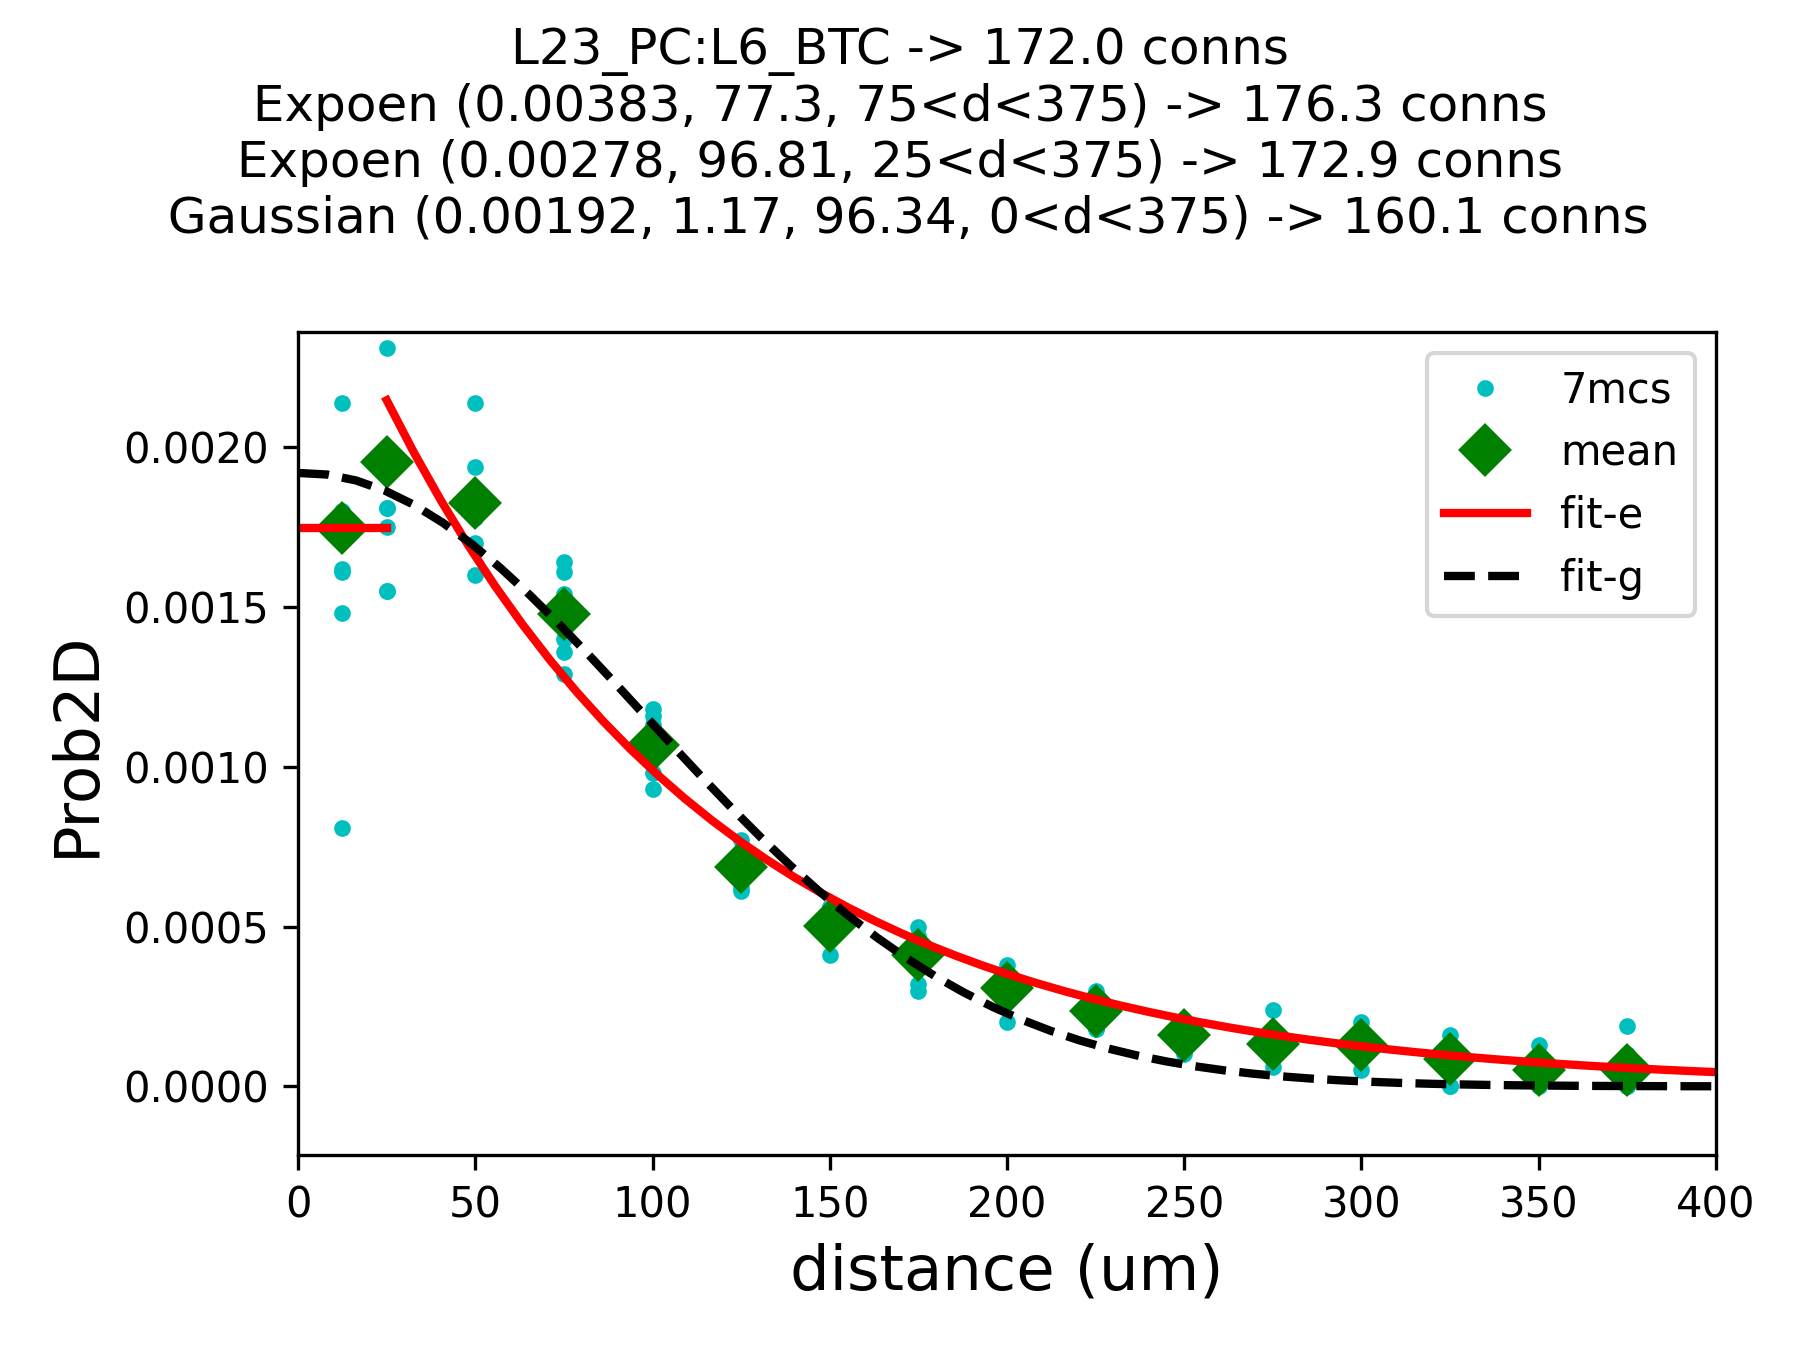 L23_PC:L6_BTC -> 172.0 conns
Expoen (0.00383, 77.3, 75<d<375) -> 176.3 conns
Expoen (0.00278, 96.81, 25<d<375) -> 172.9 conns
Gaussian (0.00192, 1.17, 96.34, 0<d<375) -> 160.1 conns
7mcs
mean
fit-e
fit-g
Prob2D
0.0020
0.0015
0.0010
0.0005
0.0000
0 50 100 150 200 250 300 350 400
distance (um)